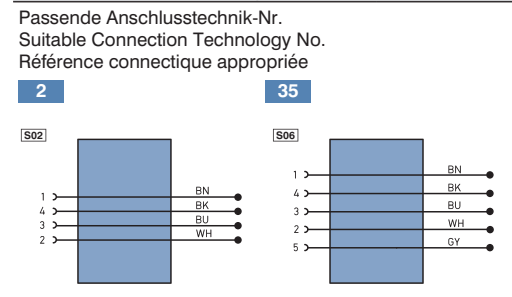 Passende Anschlusstechnik-Nr.
Suitable Connection Technology No.
Référence connectique appropriée
2 35
S02 S06
1 BN
4 BK
3 BU
2 WH
1 BN
4 BK
3 BU
2 WH
5 GY